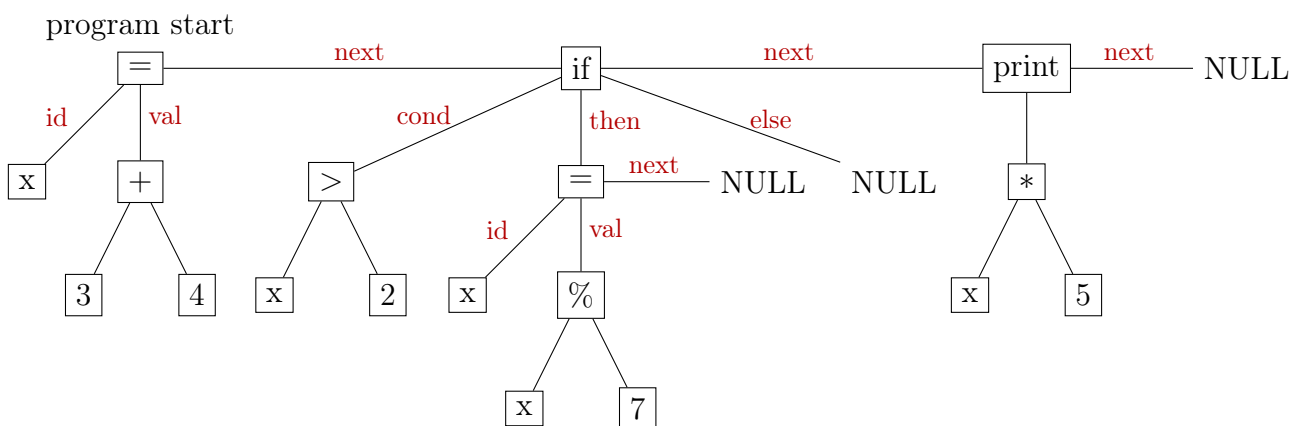 program start
= next if next print next NULL
id val cond then else
x + > = next NULL NULL *
id val
3 4 x 2 x % x 5
x 7